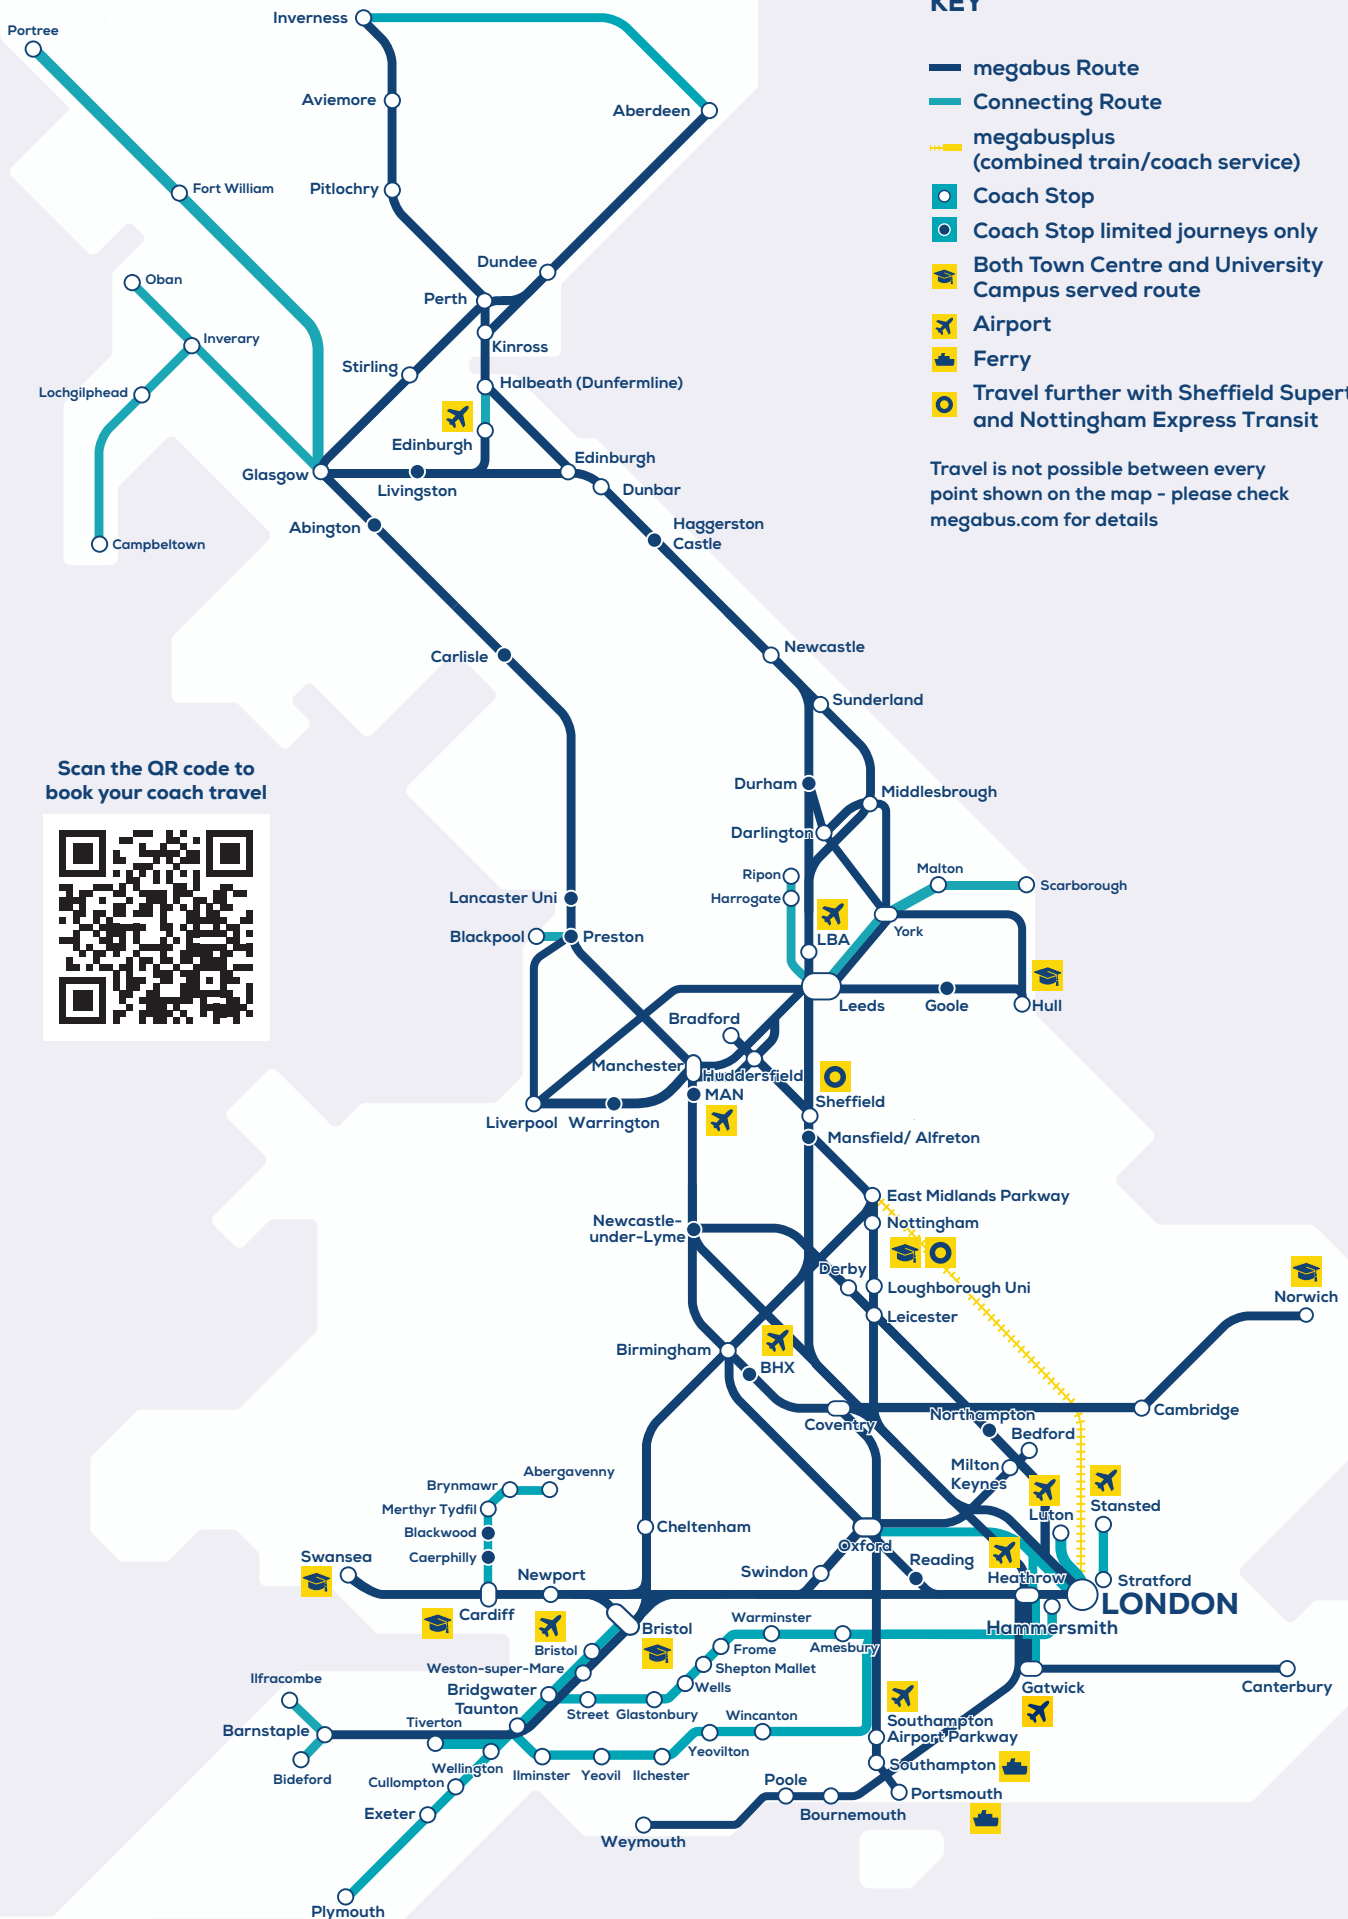 KEY
megabus Route
Connecting Route
megabusplus
(combined train/coach service)
Coach Stop
Coach Stop limited journeys only
Both Town Centre and University
Campus served route
Airport
Ferry
Travel further with Sheffield Supert
and Nottingham Express Transit
Travel is not possible between every
point shown on the map - please check
megabus.com for details
Inverness
Portree
Aviemore
Aberdeen
Pitlochry
Fort William
Dundee
Oban
Perth
Inverary
Kinross
Stirling
Halbeath (Dunfermline)
Lochgilphead
Edinburgh
Edinburgh
Glasgow
Livingston
Dunbar
Abington
Haggerston
Castle
Campbeltown
Carlisle
Newcastle
Sunderland
Scan the QR code to
book your coach travel
Durham
Middlesbrough
Darlington
Ripon
Malton
Scarborough
Harrogate
Lancaster Uni
Blackpool
Preston
LBA
York
Leeds
Goole
Hull
Bradford
Manchester
Huddersfield
MAN
Sheffield
Liverpool
Warrington
Mansfield/ Alfreton
East Midlands Parkway
Newcastle-
under-Lyme
Nottingham
Derby
Loughborough Uni
Norwich
Leicester
Birmingham
BHX
Coventry
Northampton
Cambridge
Bedford
Milton
Keynes
Abergavenny
Brynmawr
Merthyr Tydfil
Luton
Stansted
Blackwood
Cheltenham
Oxford
Caerphilly
Swansea
Newport
Swindon
Reading
Heathrow
Stratford
LONDON
Cardiff
Bristol
Warminster
Hammersmith
Bristol
Frome
Amesbury
Weston-super-Mare
Shepton Mallet
Ilfracombe
Bridgwater
Wells
Gatwick
Canterbury
Taunton
Street
Glastonbury
Wincanton
Southampton
Airport Parkway
Tiverton
Barnstaple
Yeovilton
Wellington
Ilminster
Yeovil
Ilchester
Southampton
Bideford
Cullompton
Poole
Portsmouth
Exeter
Bournemouth
Weymouth
Plymouth